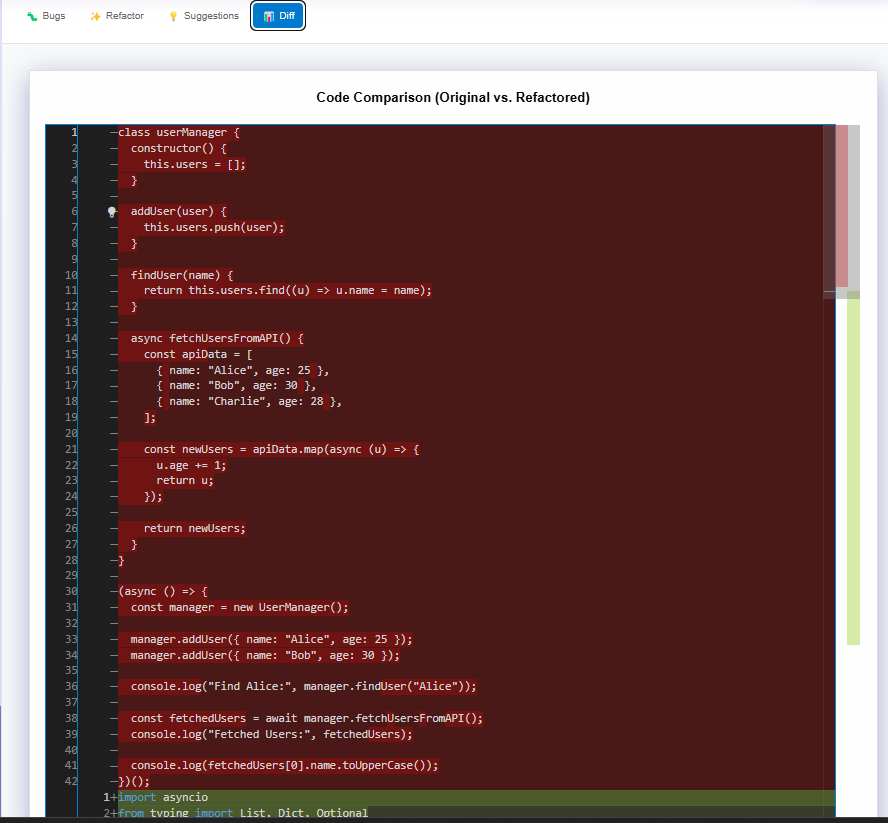 Bugs Refactor Suggestions Diff
Code Comparison (Original vs. Refactored)
1 —class userManager {
2 —  constructor() {
3 —    this.users = [];
4 —  }
5 —
6 —  addUser(user) {
7 —    this.users.push(user);
8 —  }
9 —
10 —  findUser(name) {
11 —    return this.users.find((u) => u.name = name);
12 —  }
13 —
14 —  async fetchUsersFromAPI() {
15 —    const apiData = [
16 —      { name: "Alice", age: 25 },
17 —      { name: "Bob", age: 30 },
18 —      { name: "Charlie", age: 28 },
19 —    ];
20 —
21 —    const newUsers = apiData.map(async (u) => {
22 —      u.age += 1;
23 —      return u;
24 —    });
25 —
26 —    return newUsers;
27 —  }
28 —}
29 —
30 —(async () => {
31 —  const manager = new UserManager();
32 —
33 —  manager.addUser({ name: "Alice", age: 25 });
34 —  manager.addUser({ name: "Bob", age: 30 });
35 —
36 —  console.log("Find Alice:", manager.findUser("Alice"));
37 —
38 —  const fetchedUsers = await manager.fetchUsersFromAPI();
39 —  console.log("Fetched Users:", fetchedUsers);
40 —
41 —  console.log(fetchedUsers[0].name.toUpperCase());
42 —})();
1+import asyncio
2+from typing import List, Dict, Optional